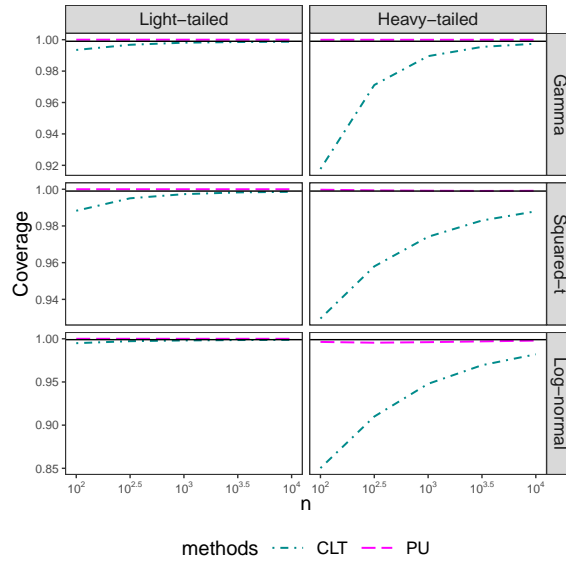 Light-tailed Heavy-tailed
1.00
0.98
0.96
0.94
0.92
Gamma
1.00
0.98
0.96
0.94
Squared-t
1.00
0.95
0.90
0.85
Log-normal
Coverage
10^2 10^2.5 10^3 10^3.5 10^4 10^2 10^2.5 10^3 10^3.5 10^4
n
methods CLT PU